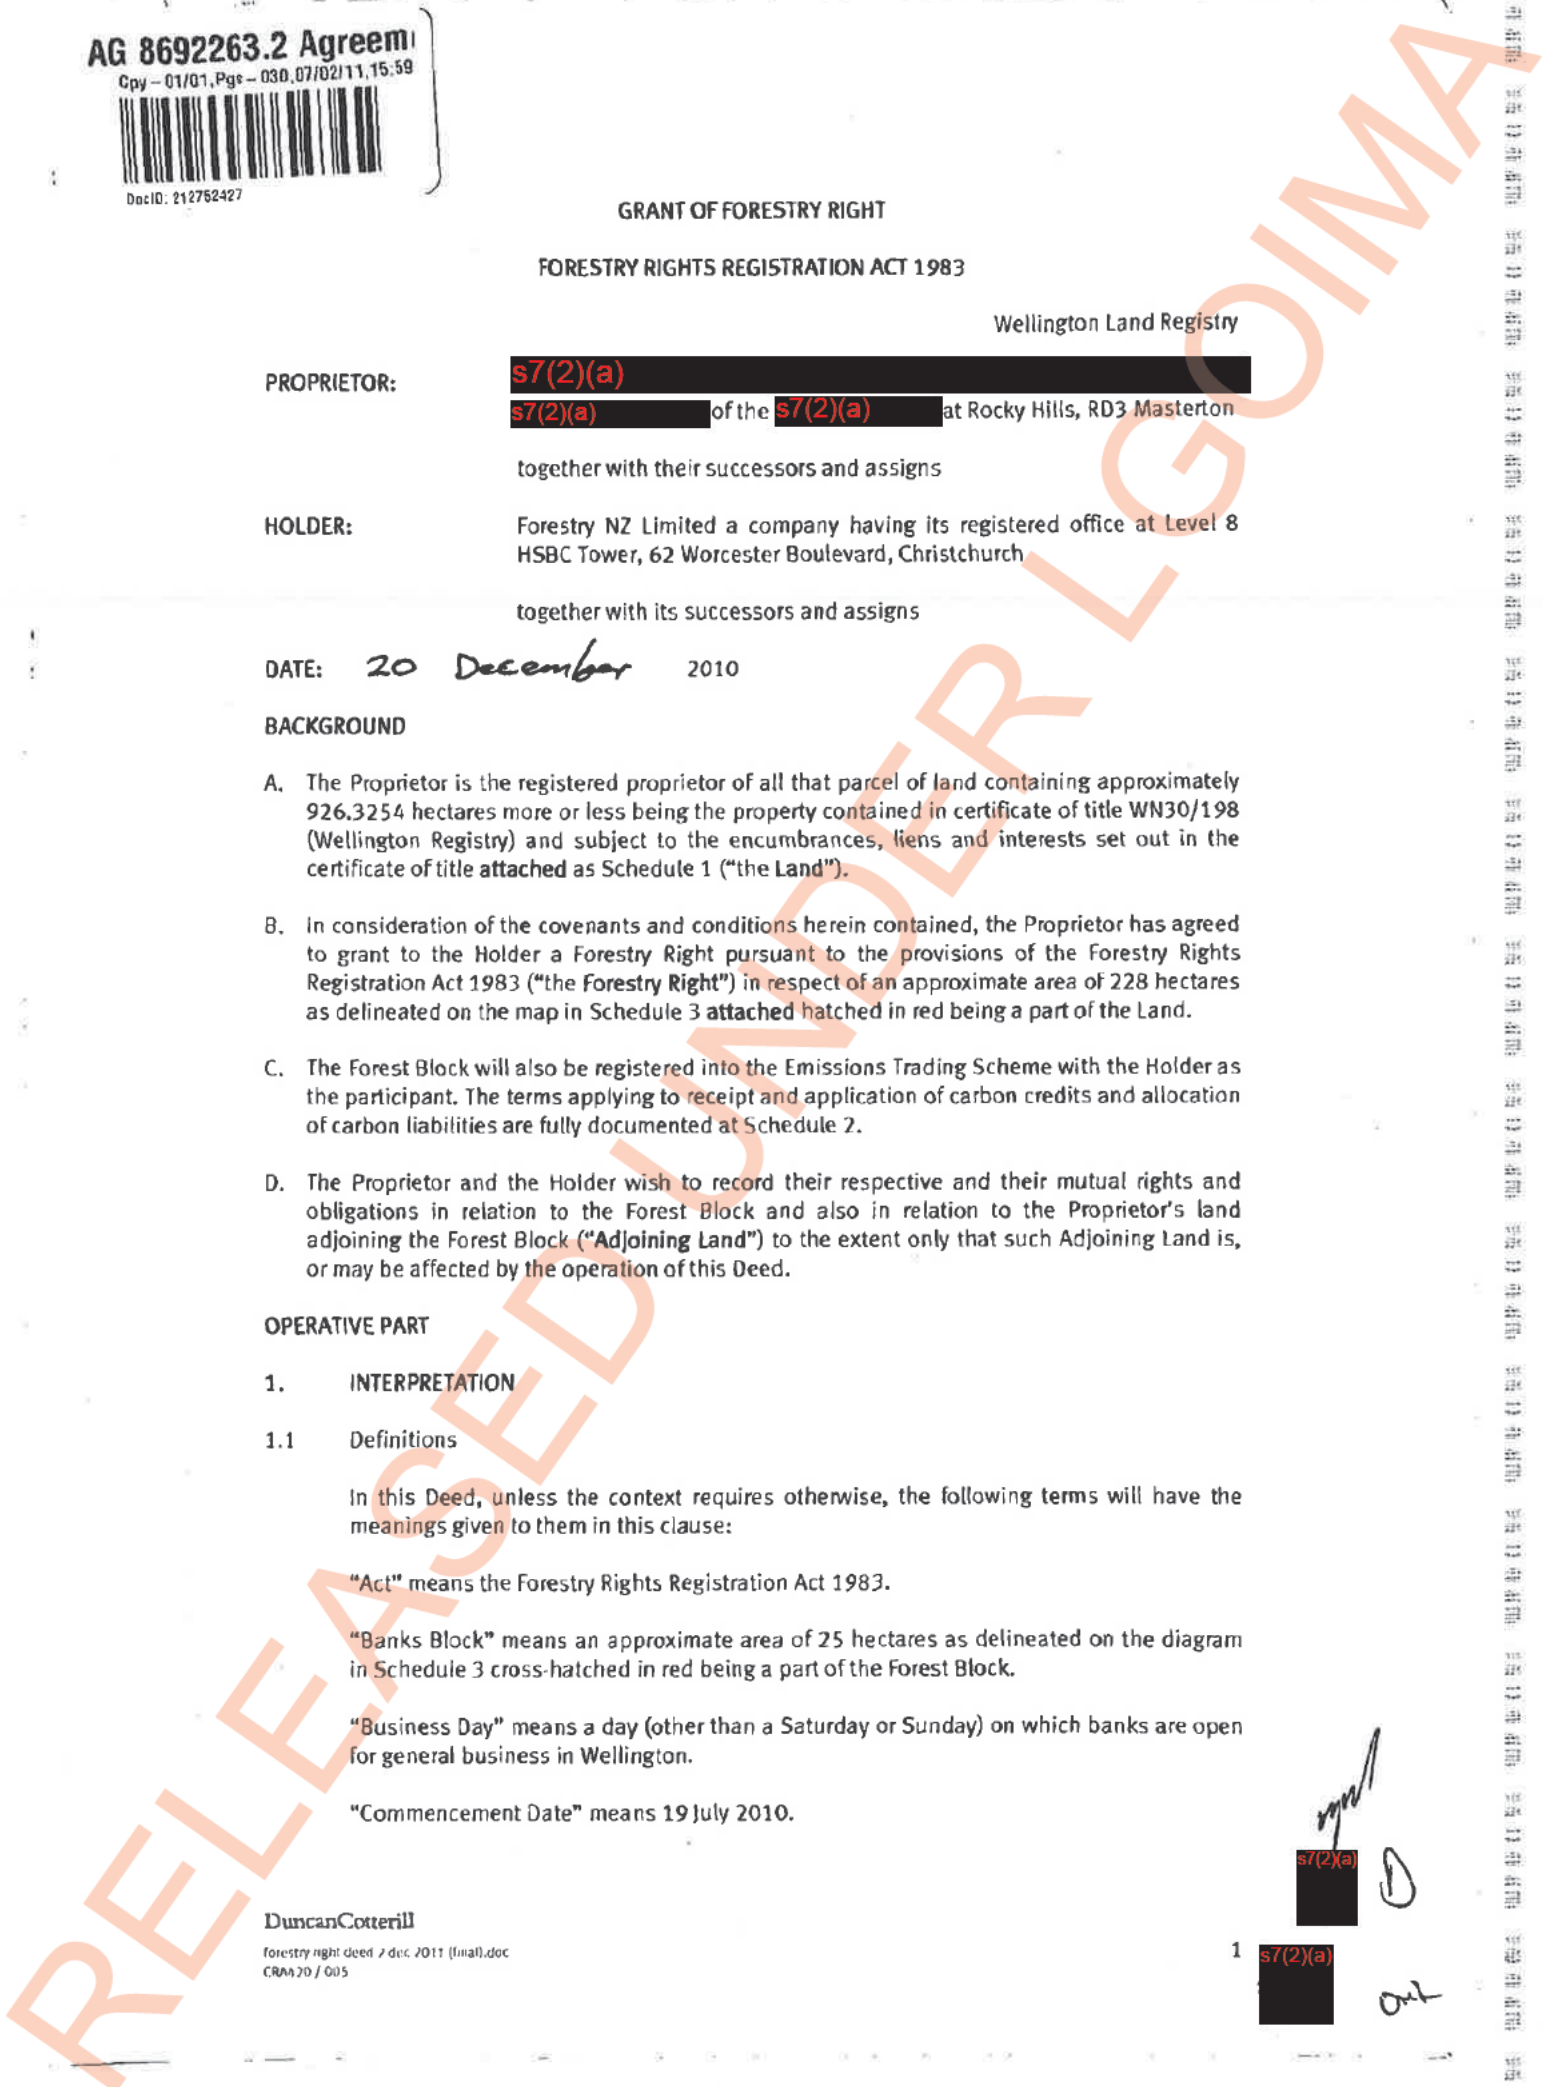 AG 8692263.2 Agreem
Cpy – 01/01, Pgs – 030, 07/02/11, 15:59
DocID: 212752427
GRANT OF FORESTRY RIGHT
FORESTRY RIGHTS REGISTRATION ACT 1983
Wellington Land Registry
PROPRIETOR:
s7(2)(a)
s7(2)(a) of the s7(2)(a) at Rocky Hills, RD3 Masterton
together with their successors and assigns
HOLDER:
Forestry NZ Limited a company having its registered office at Level 8
HSBC Tower, 62 Worcester Boulevard, Christchurch
together with its successors and assigns
DATE: 20 December 2010
BACKGROUND
A. The Proprietor is the registered proprietor of all that parcel of land containing approximately
926.3254 hectares more or less being the property contained in certificate of title WN30/198
(Wellington Registry) and subject to the encumbrances, liens and interests set out in the
certificate of title attached as Schedule 1 ("the Land").
B. In consideration of the covenants and conditions herein contained, the Proprietor has agreed
to grant to the Holder a Forestry Right pursuant to the provisions of the Forestry Rights
Registration Act 1983 ("the Forestry Right") in respect of an approximate area of 228 hectares
as delineated on the map in Schedule 3 attached hatched in red being a part of the Land.
C. The Forest Block will also be registered into the Emissions Trading Scheme with the Holder as
the participant. The terms applying to receipt and application of carbon credits and allocation
of carbon liabilities are fully documented at Schedule 2.
D. The Proprietor and the Holder wish to record their respective and their mutual rights and
obligations in relation to the Forest Block and also in relation to the Proprietor's land
adjoining the Forest Block ("Adjoining Land") to the extent only that such Adjoining Land is,
or may be affected by the operation of this Deed.
OPERATIVE PART
1. INTERPRETATION
1.1 Definitions
In this Deed, unless the context requires otherwise, the following terms will have the
meanings given to them in this clause:
"Act" means the Forestry Rights Registration Act 1983.
"Banks Block" means an approximate area of 25 hectares as delineated on the diagram
in Schedule 3 cross-hatched in red being a part of the Forest Block.
"Business Day" means a day (other than a Saturday or Sunday) on which banks are open
for general business in Wellington.
"Commencement Date" means 19 July 2010.
s7(2)(a)
DuncanCotterill
forestry right deed 2 dec 2011 (final).doc
CRA420 / 005
1
s7(2)(a)
RELEASED UNDER LGOIMA